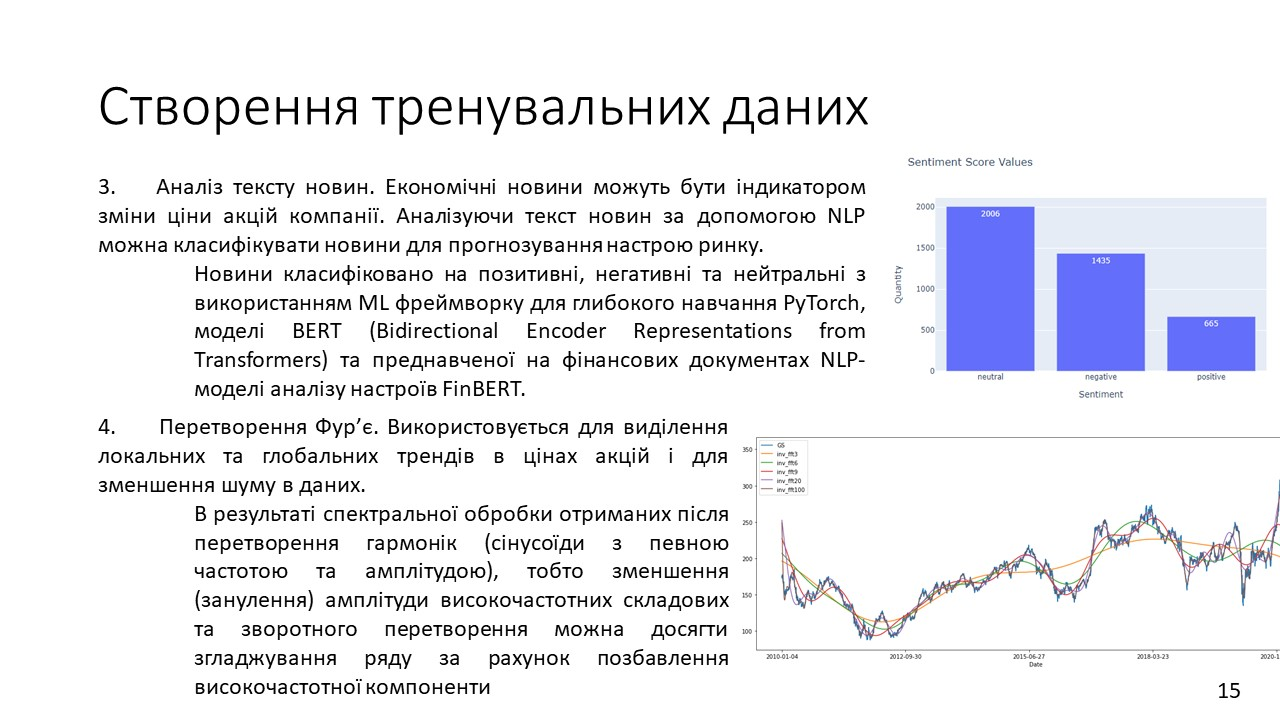 Створення тренувальних даних
3. Аналіз тексту новин. Економічні новини можуть бути індикатором
зміни ціни акцій компанії. Аналізуючи текст новин за допомогою NLP
можна класифікувати новини для прогнозування настрою ринку.
Новини класифіковано на позитивні, негативні та нейтральні з
використанням ML фреймворку для глибокого навчання PyTorch,
моделі BERT (Bidirectional Encoder Representations from
Transformers) та преднавченої на фінансових документах NLP-
моделі аналізу настроїв FinBERT.
4. Перетворення Фур’є. Використовується для виділення
локальних та глобальних трендів в цінах акцій і для
зменшення шуму в даних.
В результаті спектральної обробки отриманих після
перетворення гармонік (сінусоїди з певною
частотою та амплітудою), тобто зменшення
(занулення) амплітуди високочастотних складових
та зворотного перетворення можна досягти
згладжування ряду за рахунок позбавлення
високочастотної компоненти
Sentiment Score Values
Quantity
2000
1500
1000
500
0
2006
1435
665
neutral negative positive
Sentiment
GS
inv_fft3
inv_fft6
inv_fft9
inv_fft20
inv_fft100
350
300
250
200
150
100
2010-01-04 2012-09-30 2015-06-27 2018-03-23 2020-1
Date
15